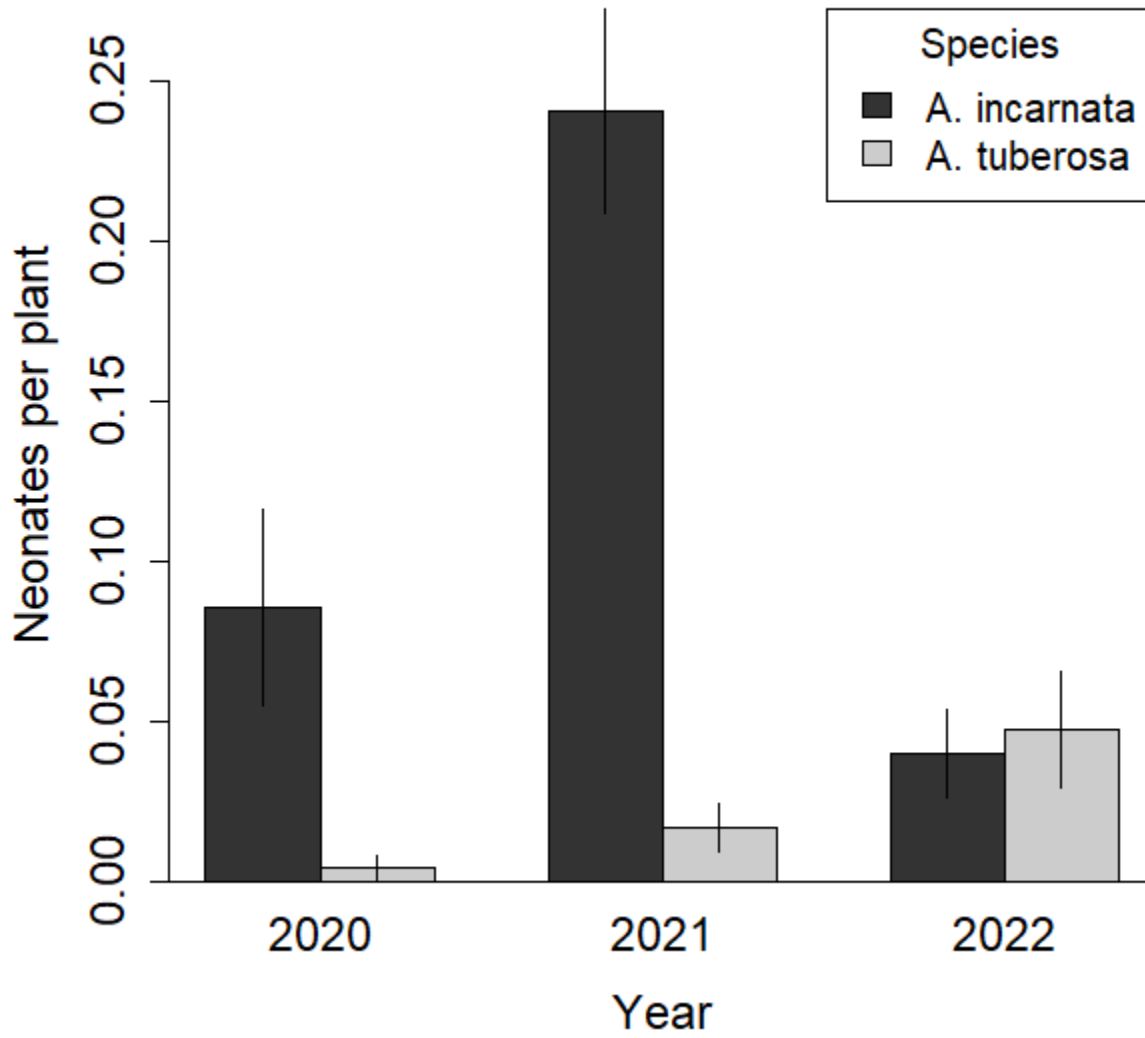 Species
A. incarnata
A. tuberosa
Neonates per plant
0.25
0.20
0.15
0.10
0.05
0.00
2020
2021
2022
Year